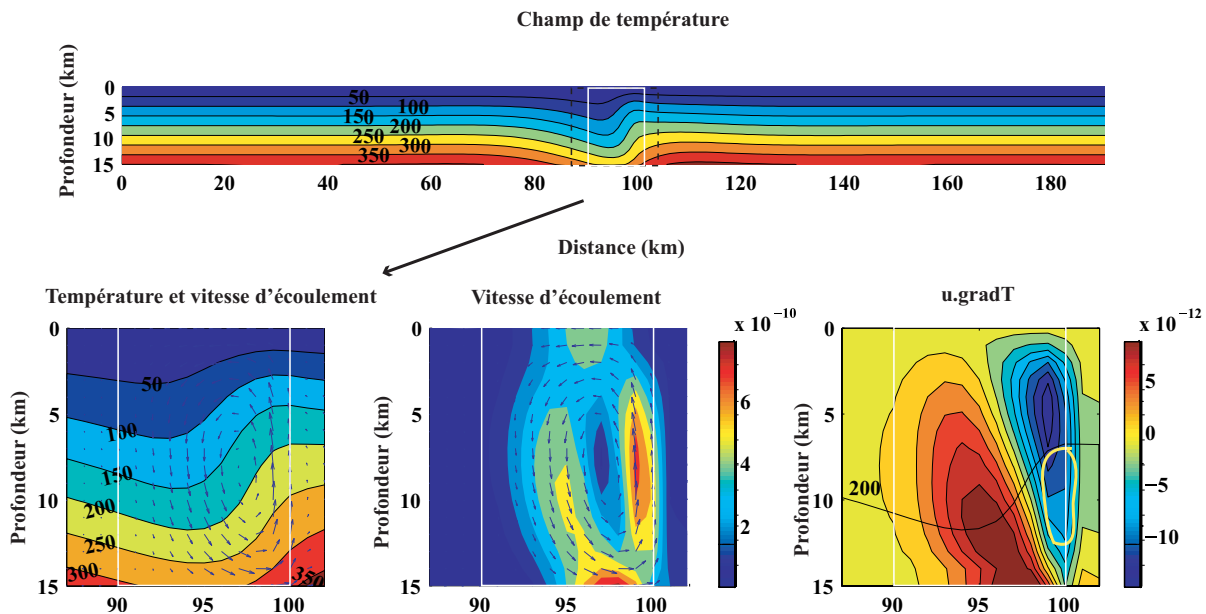 Champ de température
Profondeur (km)
0
5
10
15
50
100
150
200
250
300
350
0 20 40 60 80 100 120 140 160 180
Distance (km)
Température et vitesse d'écoulement
Profondeur (km)
0
5
10
15
50
100
150
200
250
300
350
90 95 100
Vitesse d'écoulement
x 10 −10
Profondeur (km)
0
5
10
15
90 95 100
6
4
2
u.gradT
x 10 −12
Profondeur (km)
0
5
10
15
200
90 95 100
5
0
−5
−10